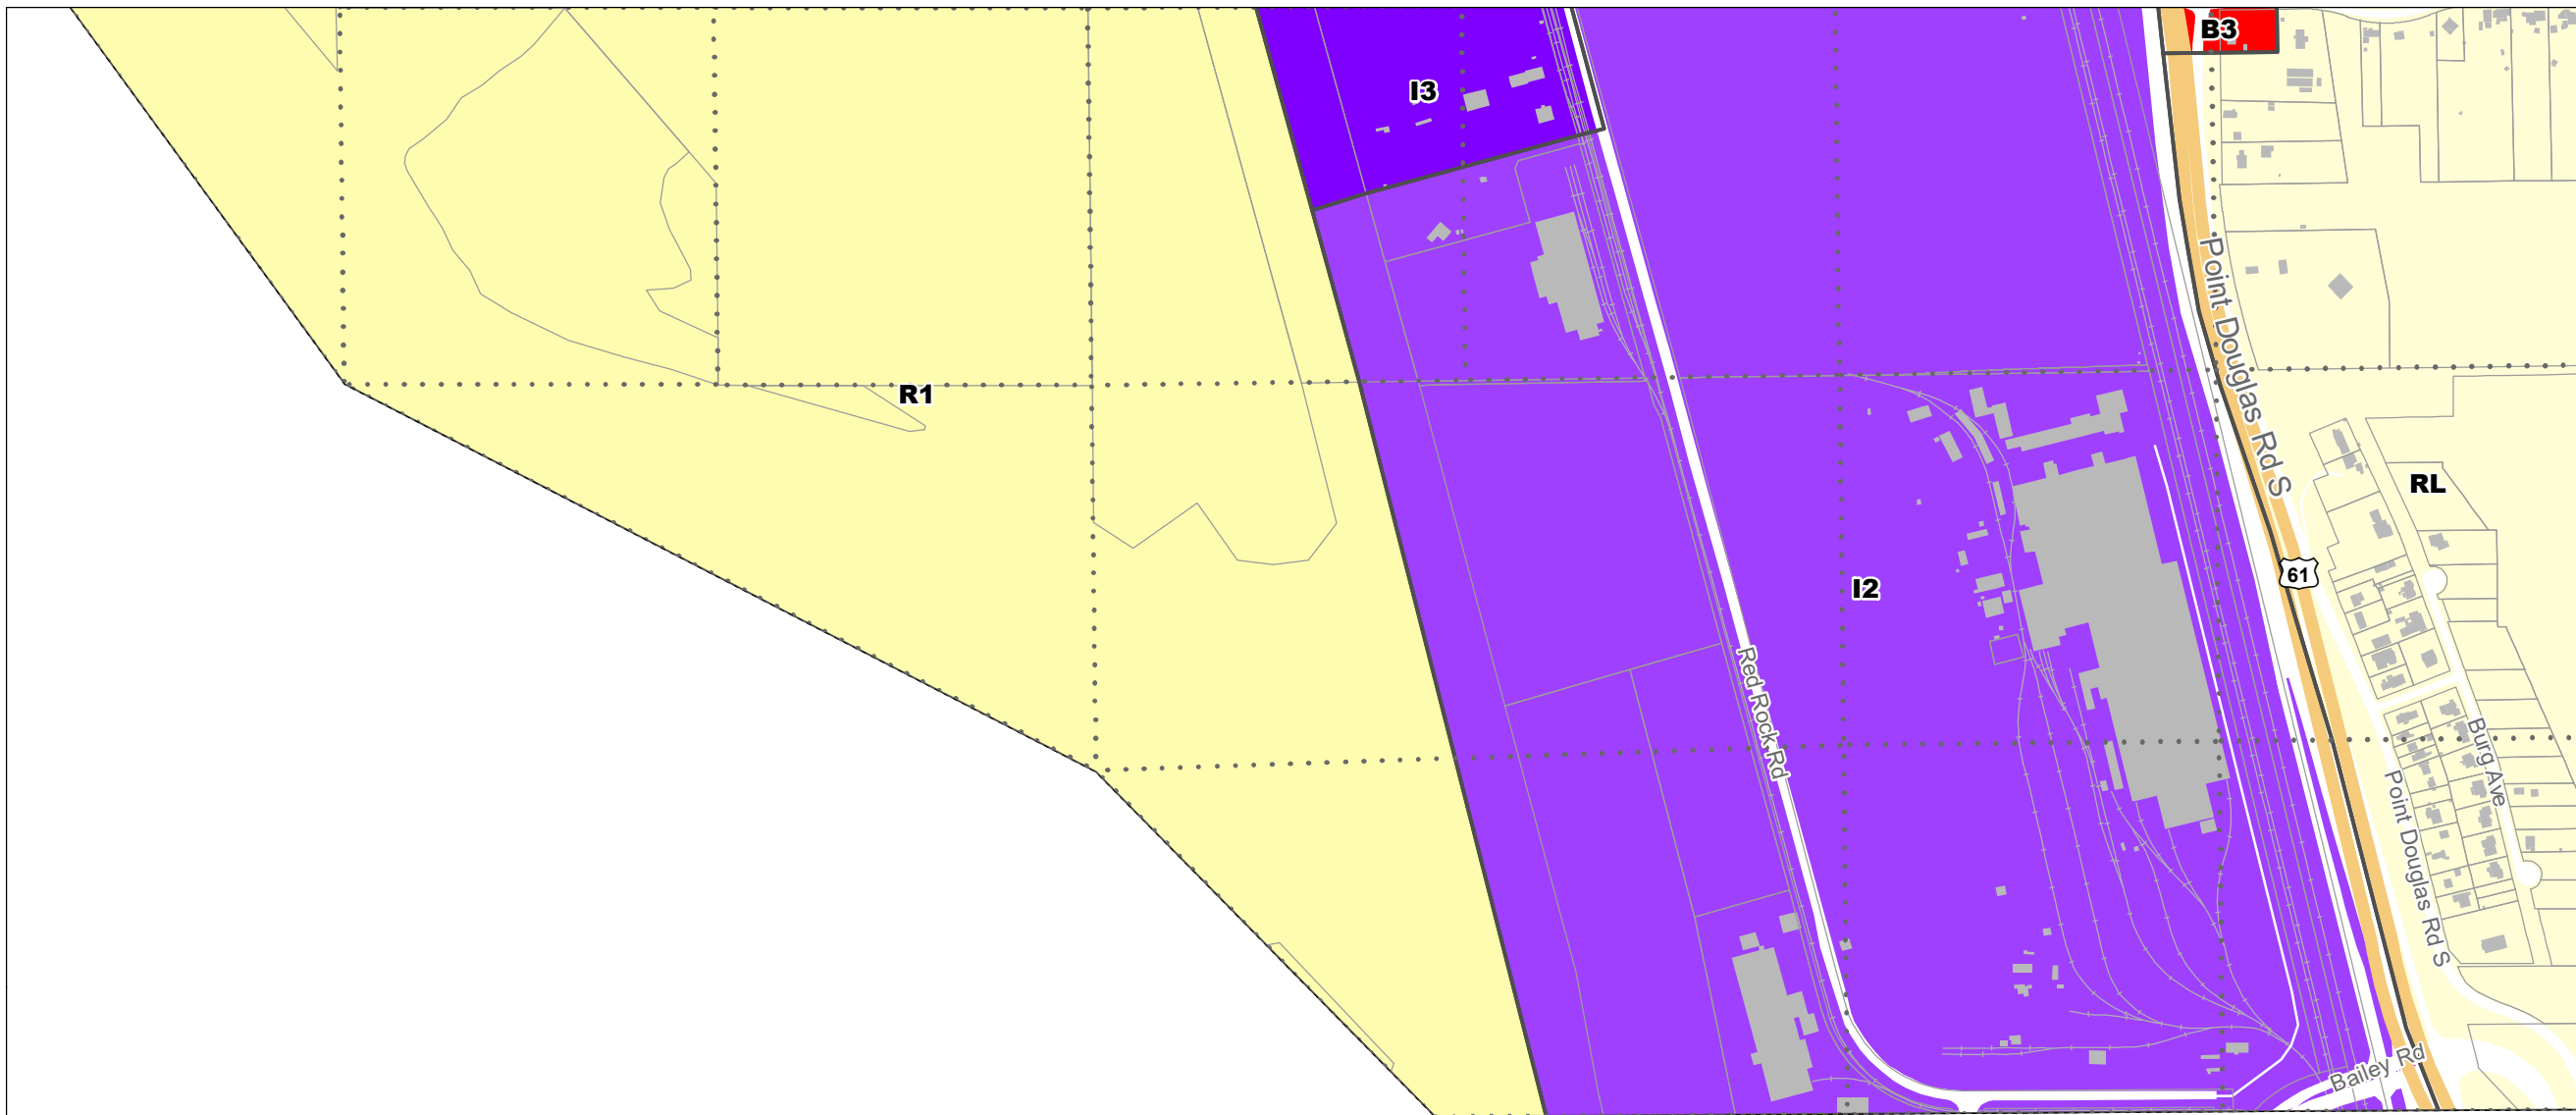 B3
I3
Point Douglas Rd S
R1
RL
61
I2
Red Rock Rd
Burg Ave
Point Douglas Rd S
Bailey Rd